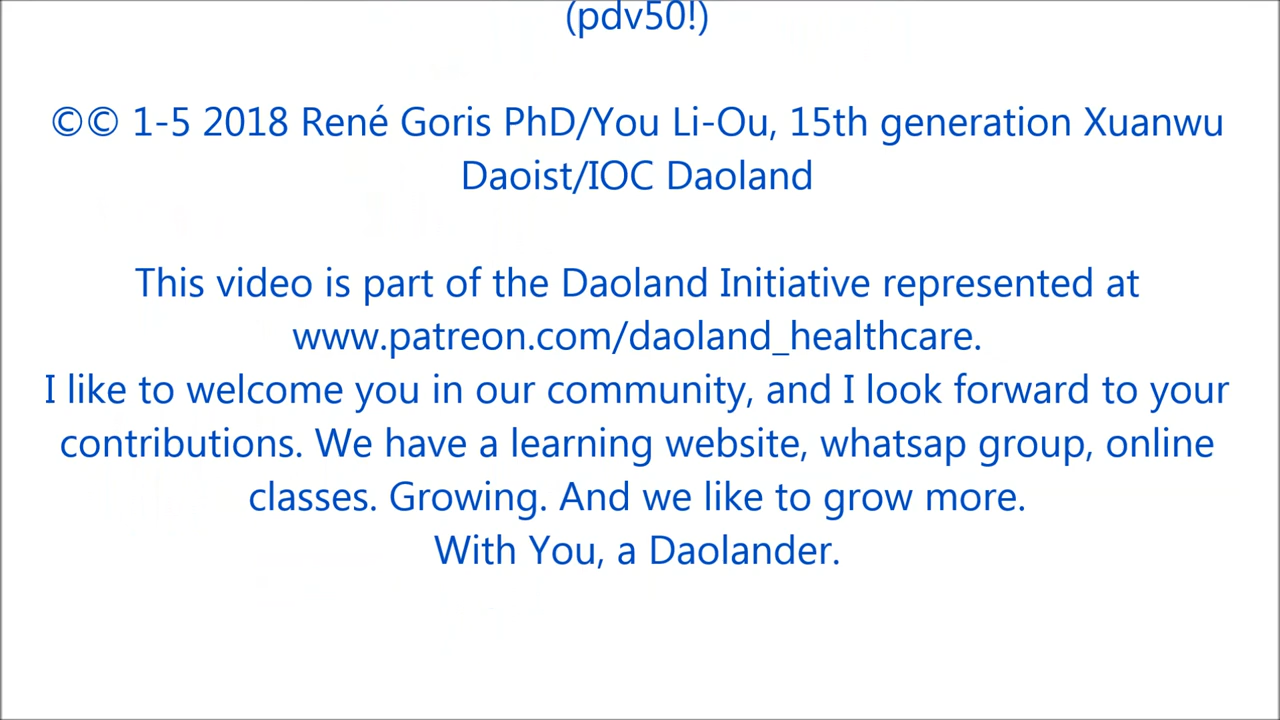 (pdv50!)
©© 1-5 2018 René Goris PhD/You Li-Ou, 15th generation Xuanwu
Daoist/IOC Daoland
This video is part of the Daoland Initiative represented at
www.patreon.com/daoland_healthcare.
I like to welcome you in our community, and I look forward to your
contributions. We have a learning website, whatsap group, online
classes. Growing. And we like to grow more.
With You, a Daolander.